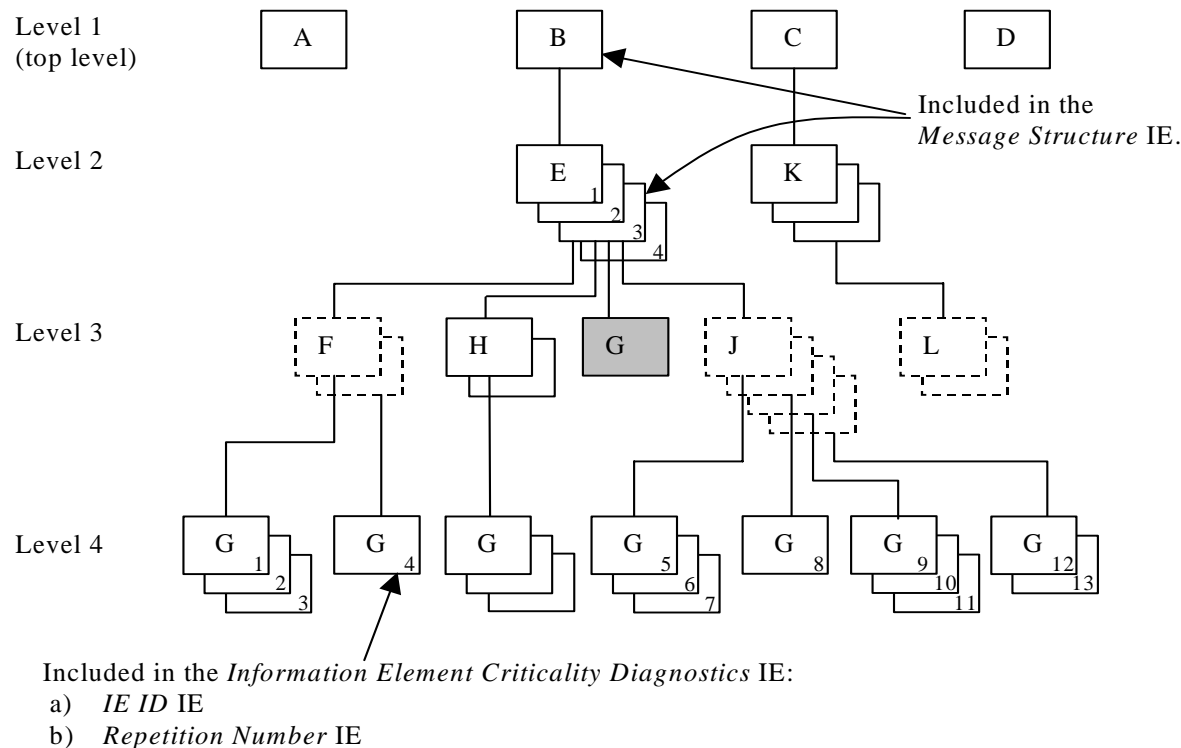 Level 1
(top level)
A
B
C
D
Included in the
Message Structure IE.
Level 2
E
1
2
3
4
K
Level 3
F
H
G
J
L
Level 4
G
1
2
3
G
4
G
G
5
6
7
G
8
G
9
10
11
G
12
13
Included in the Information Element Criticality Diagnostics IE:
a) IE ID IE
b) Repetition Number IE